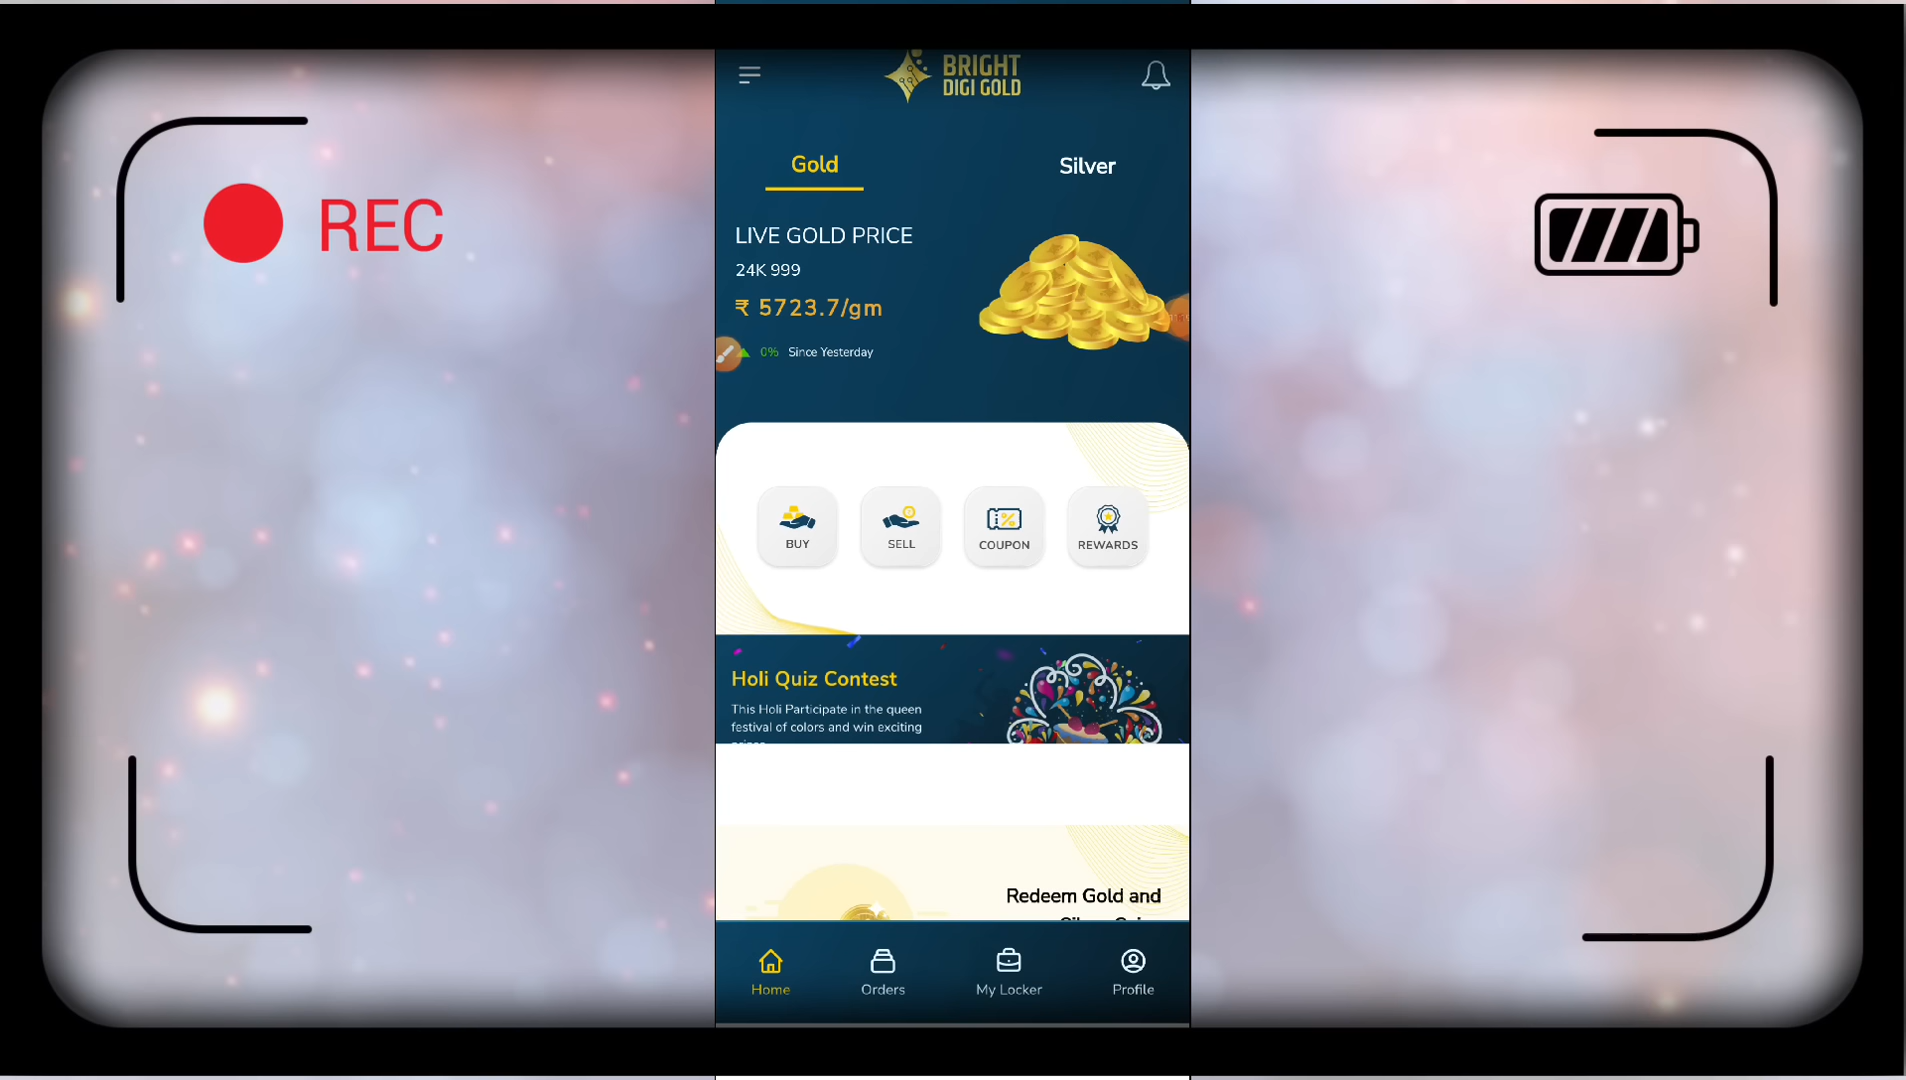 BRIGHT
DIGI GOLD
REC
Gold
Silver
LIVE GOLD PRICE
24K 999
₹ 5723.7/gm
0% Since Yesterday
BUY
SELL
COUPON
REWARDS
Holi Quiz Contest
This Holi Participate in the queen
festival of colors and win exciting
Redeem Gold and
Home
Orders
My Locker
Profile